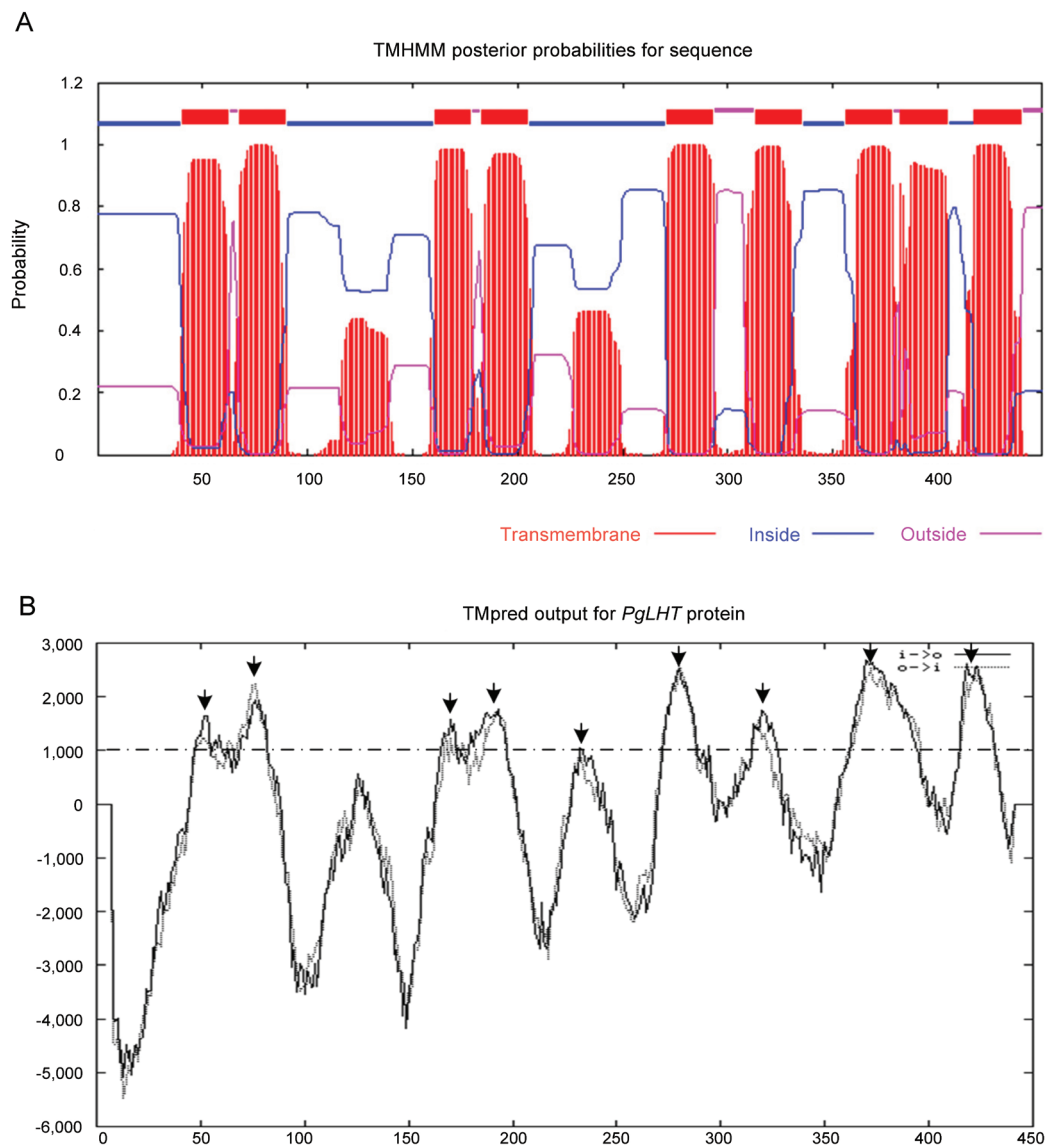 A
TMHMM posterior probabilities for sequence
1.2
1
0.8
0.6
0.4
0.2
0
Probability
50 100 150 200 250 300 350 400
Transmembrane Inside Outside
B
TMpred output for PgLHT protein
3,000
2,000
1,000
0
-1,000
-2,000
-3,000
-4,000
-5,000
-6,000
i->o
o->i
0 50 100 150 200 250 300 350 400 450